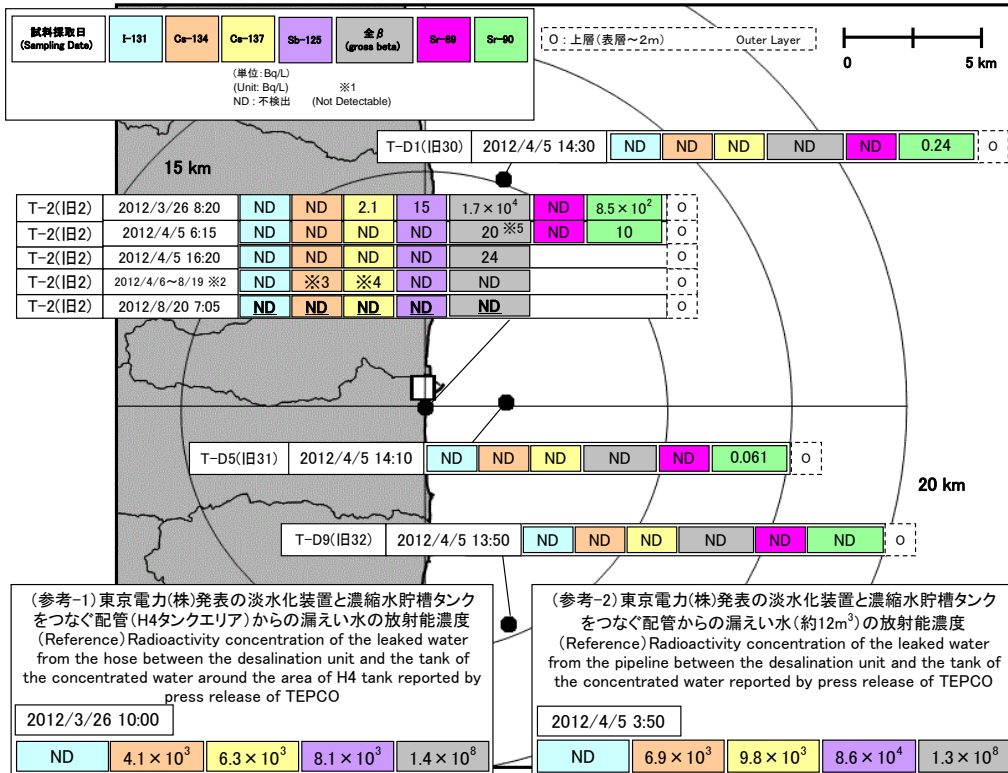 試料採取日 I-131 Cs-134 Cs-137 Sb-125 全β Sr-89 Sr-90
(Sampling Date) (gross beta)
(単位:Bq/L)
(Unit: Bq/L) ※1
ND:不検出 (Not Detectable)
O:上層(表層～2m) Outer Layer
0 5 km
T-D1(旧30) 2012/4/5 14:30 ND ND ND ND ND 0.24 O
15 km
T-2(旧2) 2012/3/26 8:20 ND ND 2.1 15 1.7×10⁴ ND 8.5×10² O
T-2(旧2) 2012/4/5 6:15 ND ND ND ND 20 ※5 ND 10 O
T-2(旧2) 2012/4/5 16:20 ND ND ND ND 24 O
T-2(旧2) 2012/4/6～8/19 ※2 ND ※3 ※4 ND ND O
T-2(旧2) 2012/8/20 7:05 ND ND ND ND ND O
T-D5(旧31) 2012/4/5 14:10 ND ND ND ND ND 0.061 O
20 km
T-D9(旧32) 2012/4/5 13:50 ND ND ND ND ND ND O
(参考-1)東京電力(株)発表の淡水化装置と濃縮水貯槽タンク
をつなぐ配管(H4タンクエリア)からの漏えい水の放射能濃度
(Reference)Radioactivity concentration of the leaked water
from the hose between the desalination unit and the tank of
the concentrated water around the area of H4 tank reported by
press release of TEPCO
2012/3/26 10:00
ND 4.1×10³ 6.3×10³ 8.1×10³ 1.4×10⁸
(参考-2)東京電力(株)発表の淡水化装置と濃縮水貯槽タンク
をつなぐ配管からの漏えい水(約12m³)の放射能濃度
(Reference)Radioactivity concentration of the leaked water
from the pipeline between the desalination unit and the tank of
the concentrated water reported by press release of TEPCO
2012/4/5 3:50
ND 6.9×10³ 9.8×10³ 8.6×10⁴ 1.3×10⁸